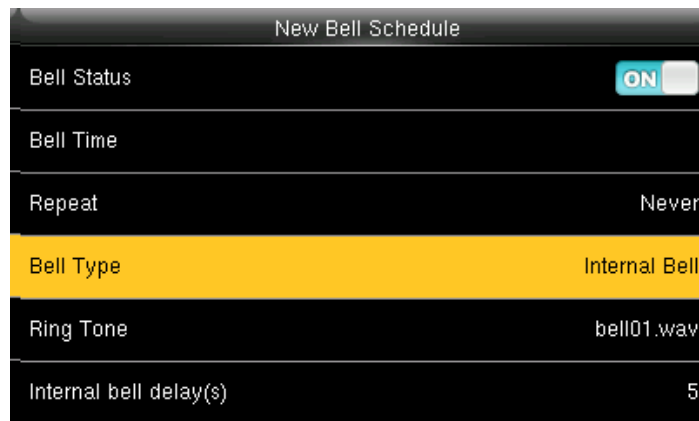 New Bell Schedule
Bell Status ON
Bell Time
Repeat Never
Bell Type Internal Bell
Ring Tone bell01.wav
Internal bell delay(s) 5